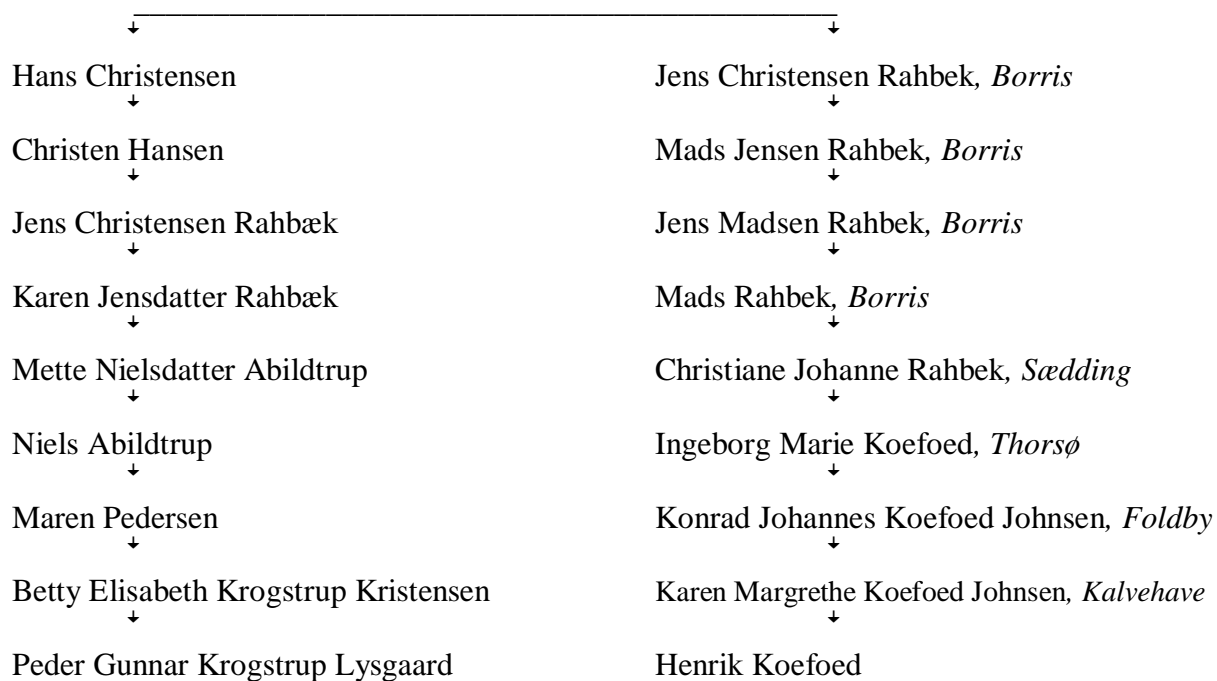 Hans Christensen
Jens Christensen Rahbek, Borris
Christen Hansen
Mads Jensen Rahbek, Borris
Jens Christensen Rahbæk
Jens Madsen Rahbek, Borris
Karen Jensdatter Rahbæk
Mads Rahbek, Borris
Mette Nielsdatter Abildtrup
Christiane Johanne Rahbek, Sædding
Niels Abildtrup
Ingeborg Marie Koefoed, Thorsø
Maren Pedersen
Konrad Johannes Koefoed Johnsen, Foldby
Betty Elisabeth Krogstrup Kristensen
Karen Margrethe Koefoed Johnsen, Kalvehave
Peder Gunnar Krogstrup Lysgaard
Henrik Koefoed